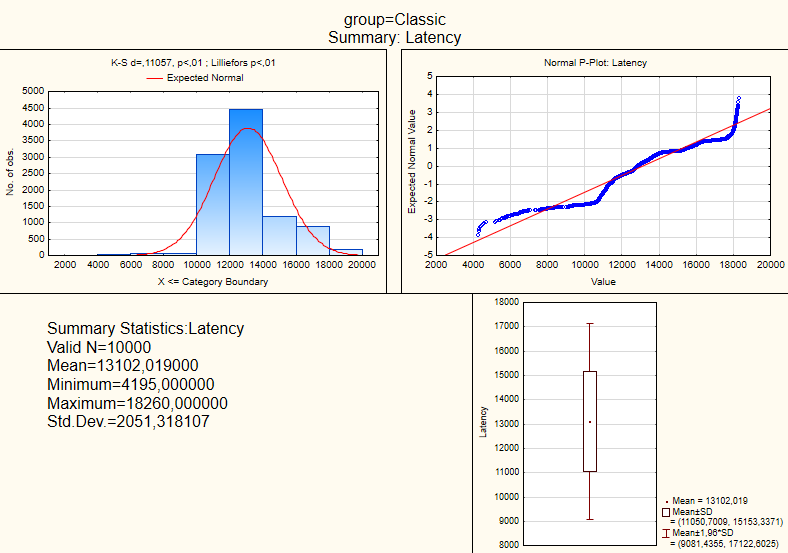 group=Classic
Summary: Latency
K-S d=,11057, p<,01 ; Lilliefors p<,01
Expected Normal
5000
4500
4000
3500
3000
2500
2000
1500
1000
500
0
No. of obs.
2000 4000 6000 8000 10000 12000 14000 16000 18000 20000
X <= Category Boundary
Normal P-Plot: Latency
5
4
3
2
1
0
-1
-2
-3
-4
-5
Expected Normal Value
2000 4000 6000 8000 10000 12000 14000 16000 18000 20000
Value
Summary Statistics:Latency
Valid N=10000
Mean=13102,019000
Minimum=4195,000000
Maximum=18260,000000
Std.Dev.=2051,318107
18000
17000
16000
15000
14000
13000
12000
11000
10000
9000
8000
Latency
Mean = 13102,019
Mean±SD
= (11050,7009, 15153,3371)
Mean±1,96*SD
= (9081,4355, 17122,6025)